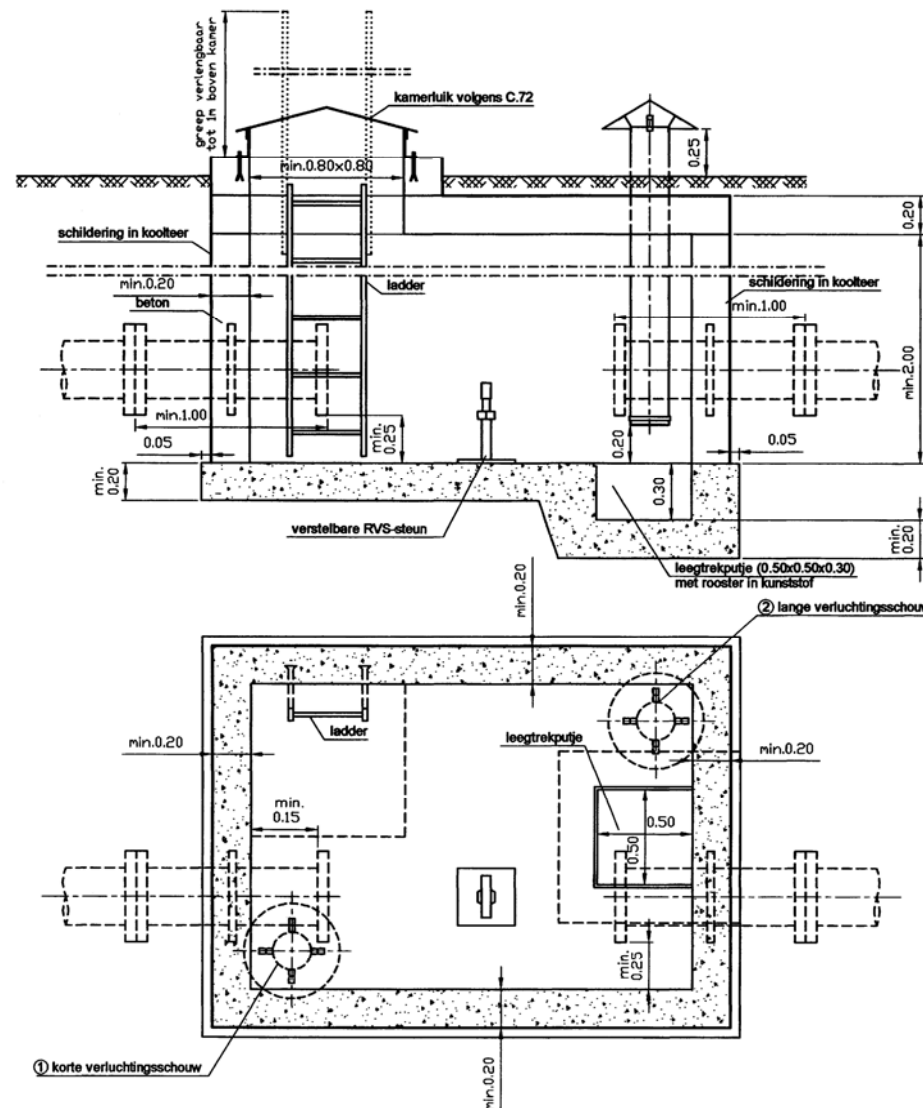 greep verlengbaar
tot 1m boven kamer
kamerluik volgens C.72
min.0.80x0.80
0.25
schildering in koolteer
0.20
min.0.20
ladder
schildering in koolteer
beton
min.1.00
min.2.00
min.1.00
min.
0.25
0.20
0.05
0.05
min.
0.20
0.30
verstelbare RVS-steun
min.
0.20
leegtrekputje (0.50x0.50x0.30)
met rooster in kunststof
min.0.20
② lange verluchtingsschouw
ladder
leegtrekputje
min.0.20
min.0.20
min.
0.15
0.50
0.50
min.
0.25
① korte verluchtingsschouw
min.0.20